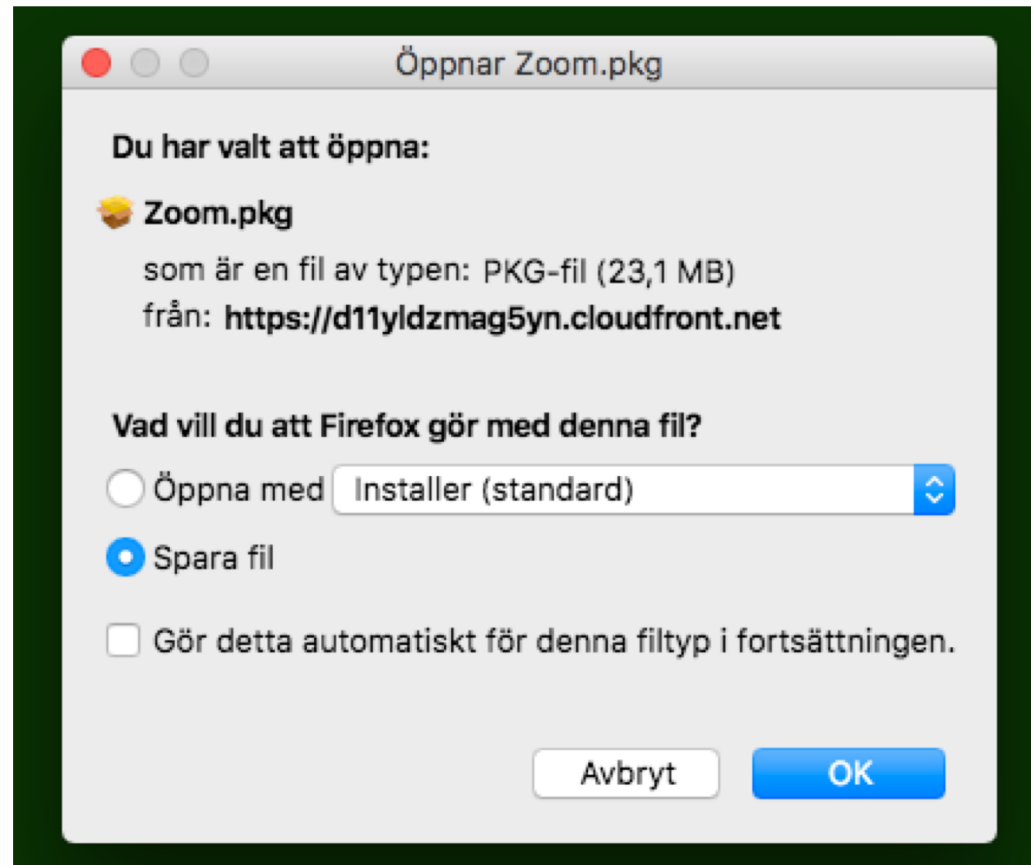 Öppnar Zoom.pkg
Du har valt att öppna:
Zoom.pkg
som är en fil av typen: PKG-fil (23,1 MB)
från: https://d11yldzmag5yn.cloudfront.net
Vad vill du att Firefox gör med denna fil?
Öppna med Installer (standard)
Spara fil
Gör detta automatiskt för denna filtyp i fortsättningen.
Avbryt OK